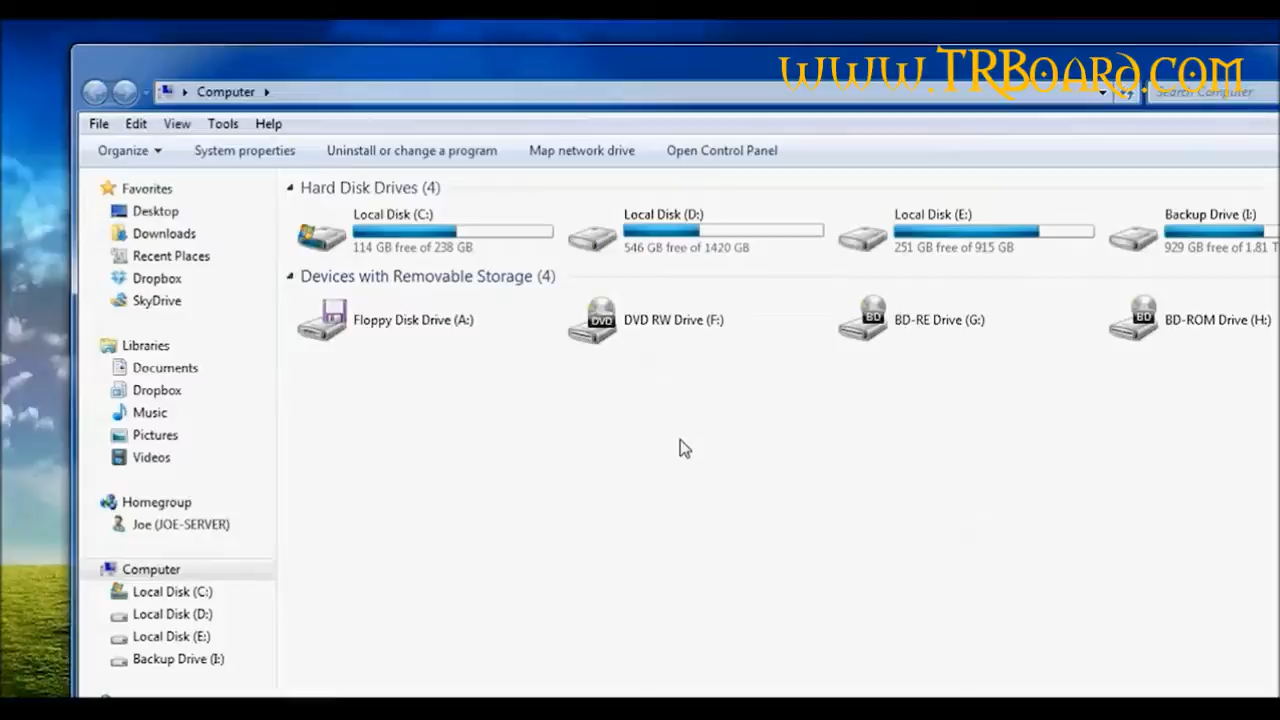 www.TRBoard.com
Computer
Search Computer
File Edit View Tools Help
Organize System properties Uninstall or change a program Map network drive Open Control Panel
Favorites
Desktop
Downloads
Recent Places
Dropbox
SkyDrive
Libraries
Documents
Dropbox
Music
Pictures
Videos
Homegroup
Joe (JOE-SERVER)
Computer
Local Disk (C:)
Local Disk (D:)
Local Disk (E:)
Backup Drive (I:)
Hard Disk Drives (4)
Local Disk (C:)
114 GB free of 238 GB
Local Disk (D:)
546 GB free of 1420 GB
Local Disk (E:)
251 GB free of 915 GB
Backup Drive (I:)
929 GB free of 1.81 T
Devices with Removable Storage (4)
Floppy Disk Drive (A:)
DVD
DVD RW Drive (F:)
BD
BD-RE Drive (G:)
BD
BD-ROM Drive (H:)